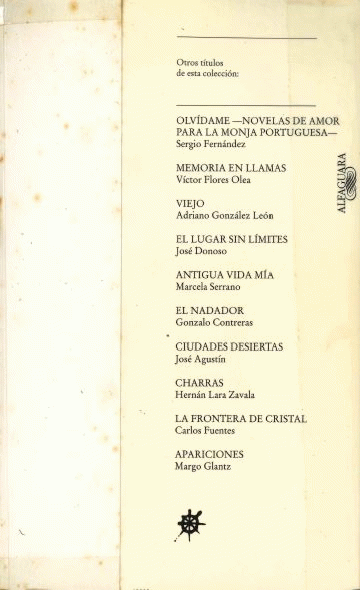 Otros títulos
de esta colección:
OLVÍDAME —NOVELAS DE AMOR
PARA LA MONJA PORTUGUESA—
Sergio Fernández
MEMORIA EN LLAMAS
Víctor Flores Olea
VIEJO
Adriano González León
EL LUGAR SIN LÍMITES
José Donoso
ANTIGUA VIDA MÍA
Marcela Serrano
EL NADADOR
Gonzalo Contreras
CIUDADES DESIERTAS
José Agustín
CHARRAS
Hernán Lara Zavala
LA FRONTERA DE CRISTAL
Carlos Fuentes
APARICIONES
Margo Glantz
ALFAGUARA